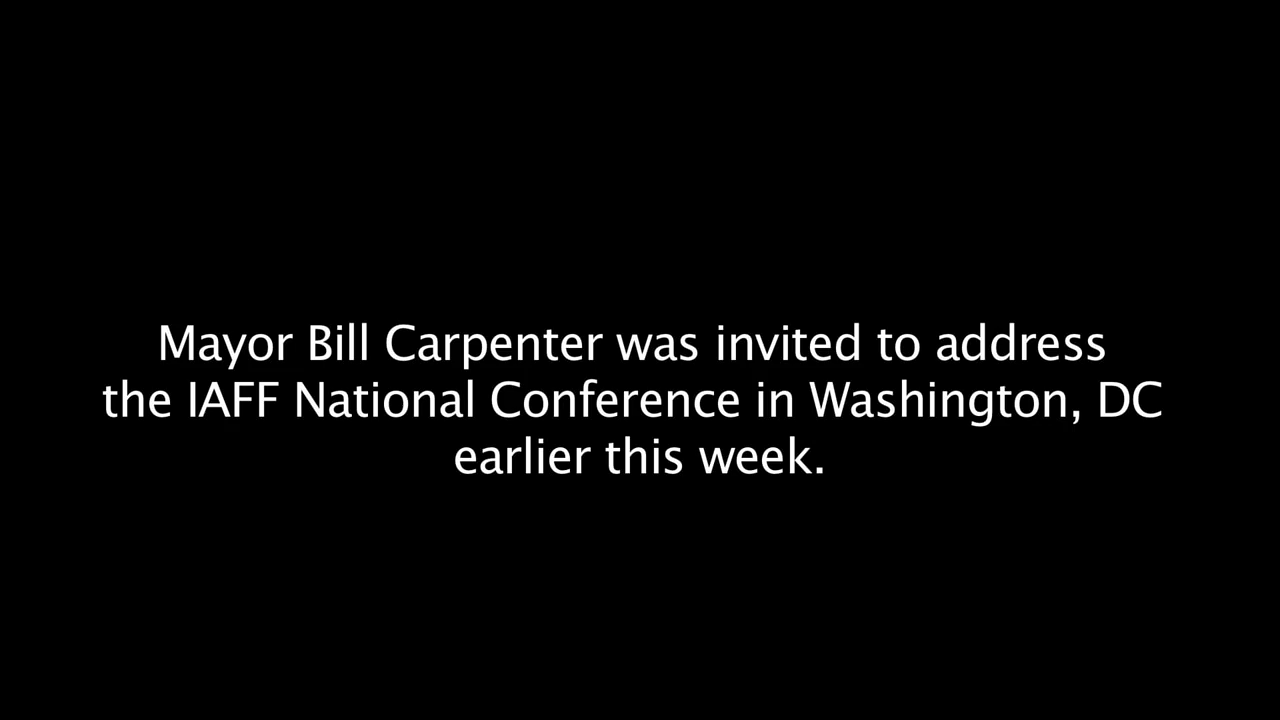 Mayor Bill Carpenter was invited to address
the IAFF National Conference in Washington, DC
earlier this week.